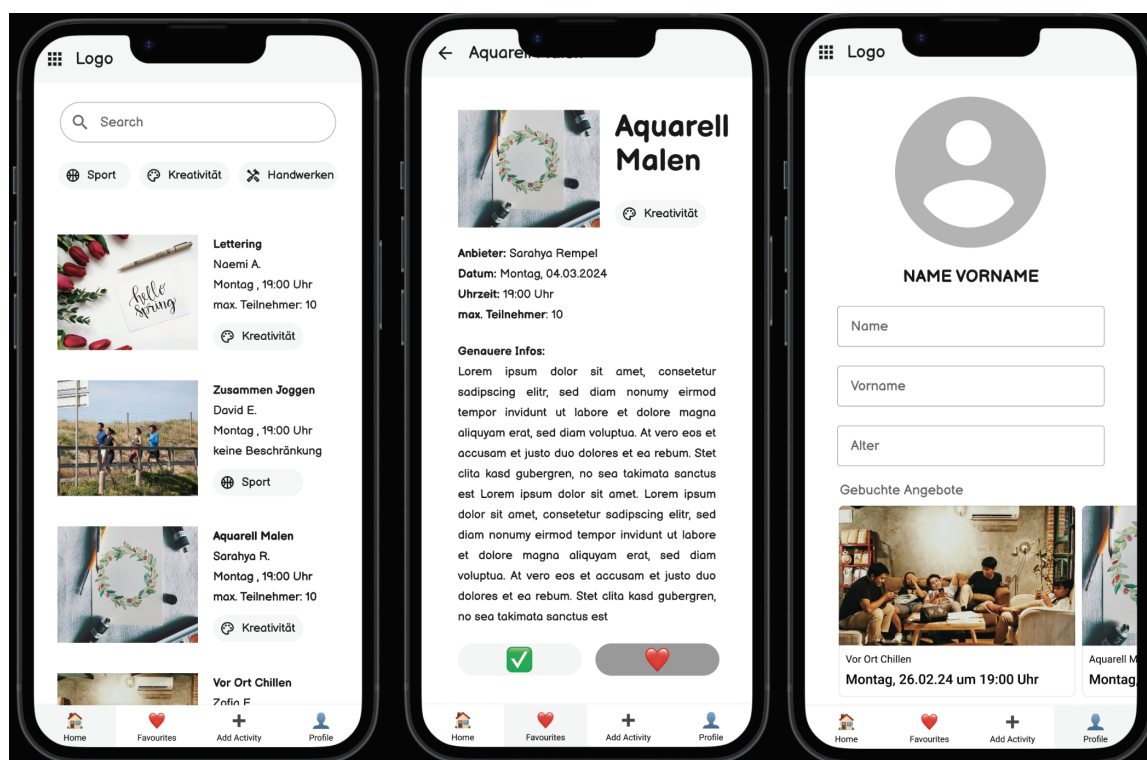 Logo
Search
Sport
Kreativität
Handwerken
hello
spring
Lettering
Naemi A.
Montag , 19:00 Uhr
max. Teilnehmer: 10
Kreativität
Zusammen Joggen
David E.
Montag , 19:00 Uhr
keine Beschränkung
Sport
Aquarell Malen
Sarahya R.
Montag , 19:00 Uhr
max. Teilnehmer: 10
Kreativität
Vor Ort Chillen
Zofia E.
Home
Favourites
Add Activity
Profile
Aquarell Malen
Aquarell
Malen
Kreativität
Anbieter: Sarahya Rempel
Datum: Montag, 04.03.2024
Uhrzeit: 19:00 Uhr
max. Teilnehmer: 10
Genauere Infos:
Lorem ipsum dolor sit amet, consetetur
sadipscing elitr, sed diam nonumy eirmod
tempor invidunt ut labore et dolore magna
aliquyam erat, sed diam voluptua. At vero eos et
accusam et justo duo dolores et ea rebum. Stet
clita kasd gubergren, no sea takimata sanctus
est Lorem ipsum dolor sit amet. Lorem ipsum
dolor sit amet, consetetur sadipscing elitr, sed
diam nonumy eirmod tempor invidunt ut labore
et dolore magna aliquyam erat, sed diam
voluptua. At vero eos et accusam et justo duo
dolores et ea rebum. Stet clita kasd gubergren,
no sea takimata sanctus est
Home
Favourites
Add Activity
Profile
Logo
NAME VORNAME
Name
Vorname
Alter
Gebuchte Angebote
Vor Ort Chillen
Montag, 26.02.24 um 19:00 Uhr
Aquarell M
Montag,
Home
Favourites
Add Activity
Profile